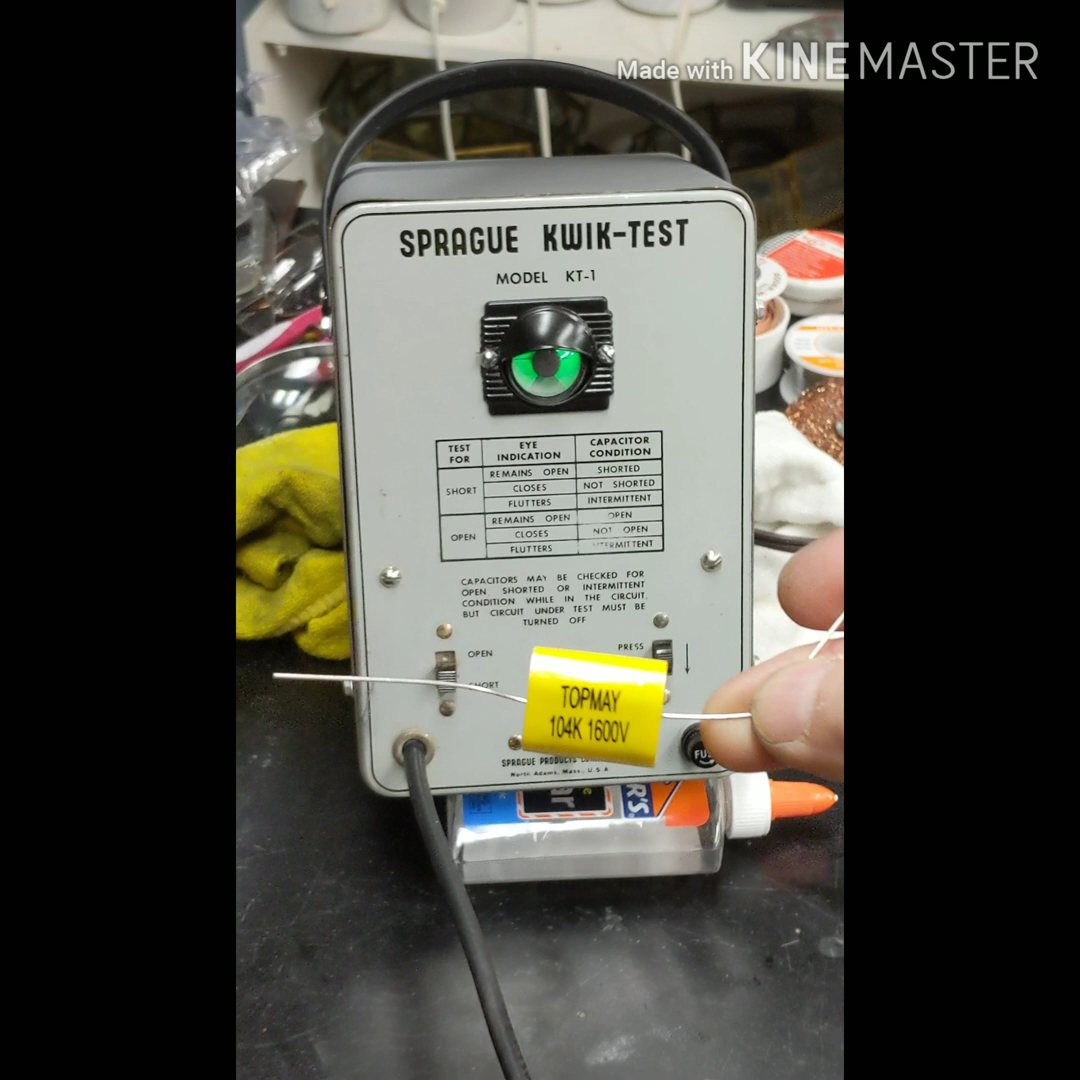 Made with KINEMASTER
SPRAGUE KWIK-TEST
MODEL KT-1
TEST FOR
EYE INDICATION
CAPACITOR CONDITION
SHORT
REMAINS OPEN SHORTED
CLOSES NOT SHORTED
FLUTTERS INTERMITTENT
OPEN
REMAINS OPEN OPEN
CLOSES NOT OPEN
FLUTTERS INTERMITTENT
CAPACITORS MAY BE CHECKED FOR
OPEN SHORTED OR INTERMITTENT
CONDITION WHILE IN THE CIRCUIT,
BUT CIRCUIT UNDER TEST MUST BE
TURNED OFF
OPEN
PRESS
SHORT
TOPMAY
104K 1600V
SPRAGUE PRODUCTS
North Adams, Mass., U.S.A